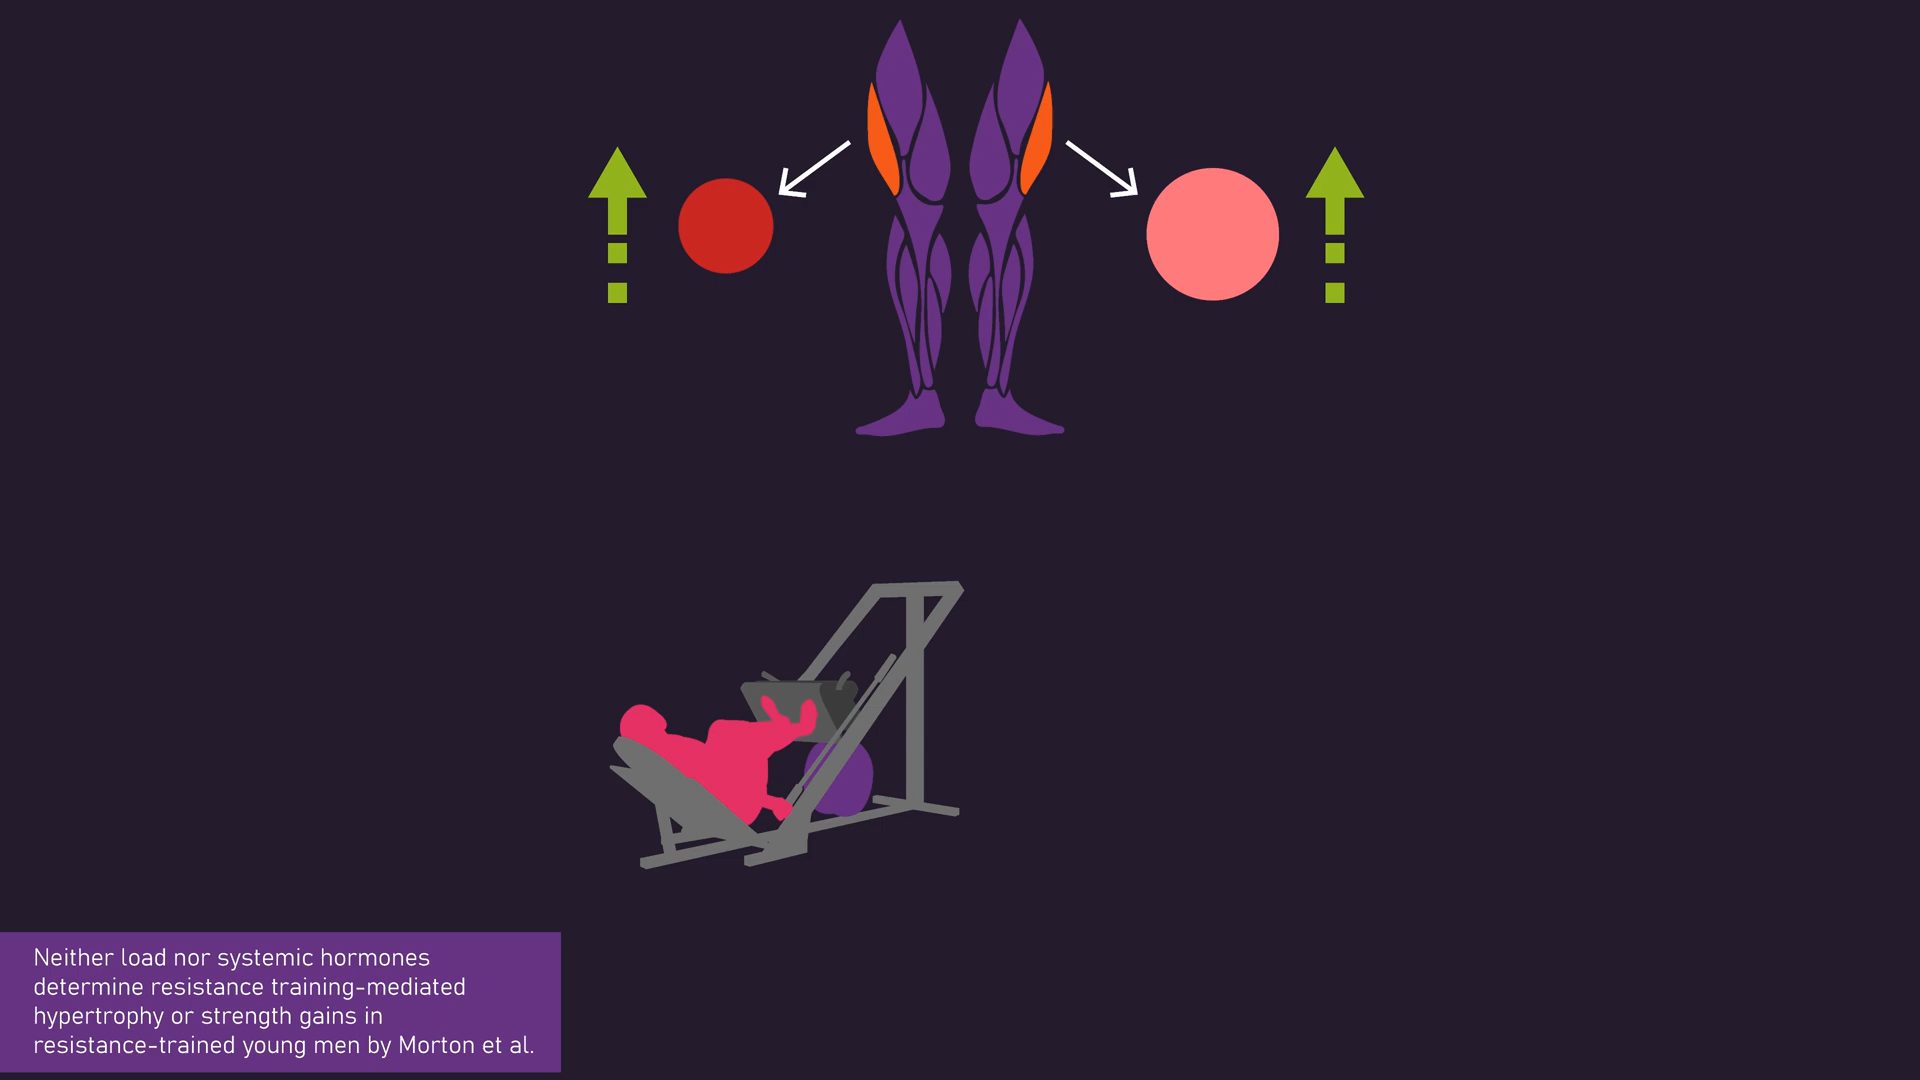 Neither load nor systemic hormones
determine resistance training-mediated
hypertrophy or strength gains in
resistance-trained young men by Morton et al.